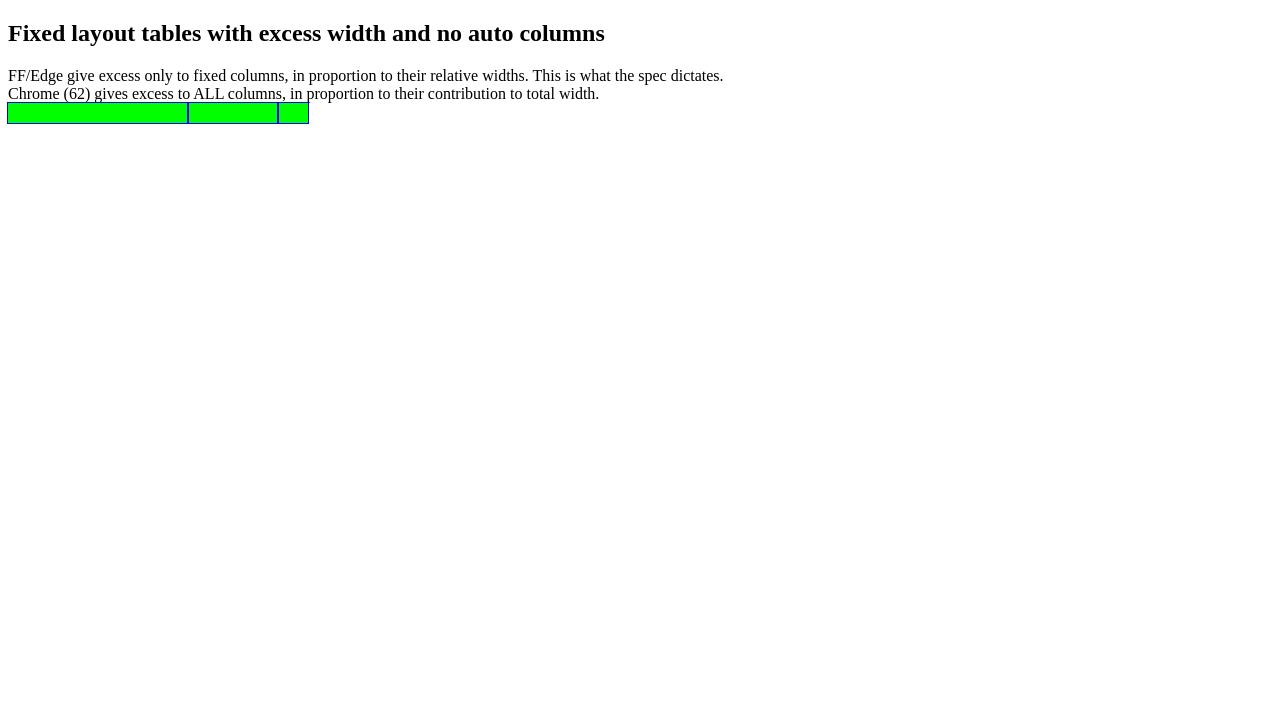 Fixed layout tables with excess width and no auto columns
FF/Edge give excess only to fixed columns, in proportion to their relative widths. This is what the spec dictates.
Chrome (62) gives excess to ALL columns, in proportion to their contribution to total width.